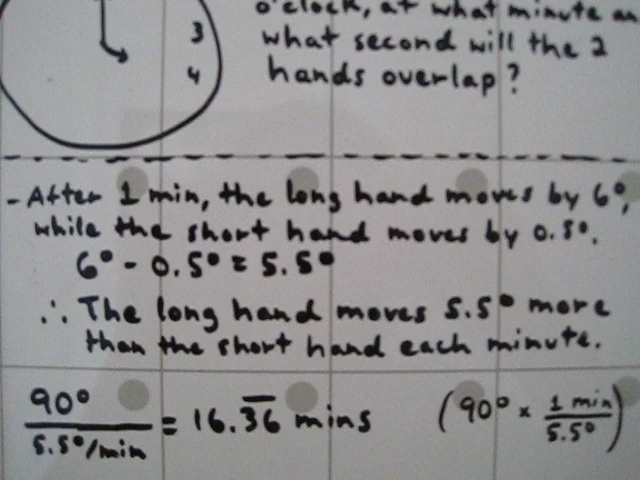 o'clock, at what minute an
3
what second will the 2
4
hands overlap?
- After 1 min, the long hand moves by 6°,
while the short hand moves by 0.5°.
6° - 0.5° = 5.5°
∴ The long hand moves 5.5° more
than the short hand each minute.
90° / 5.5°/min = 16.3̅6̅ mins (90° × 1 min / 5.5°)